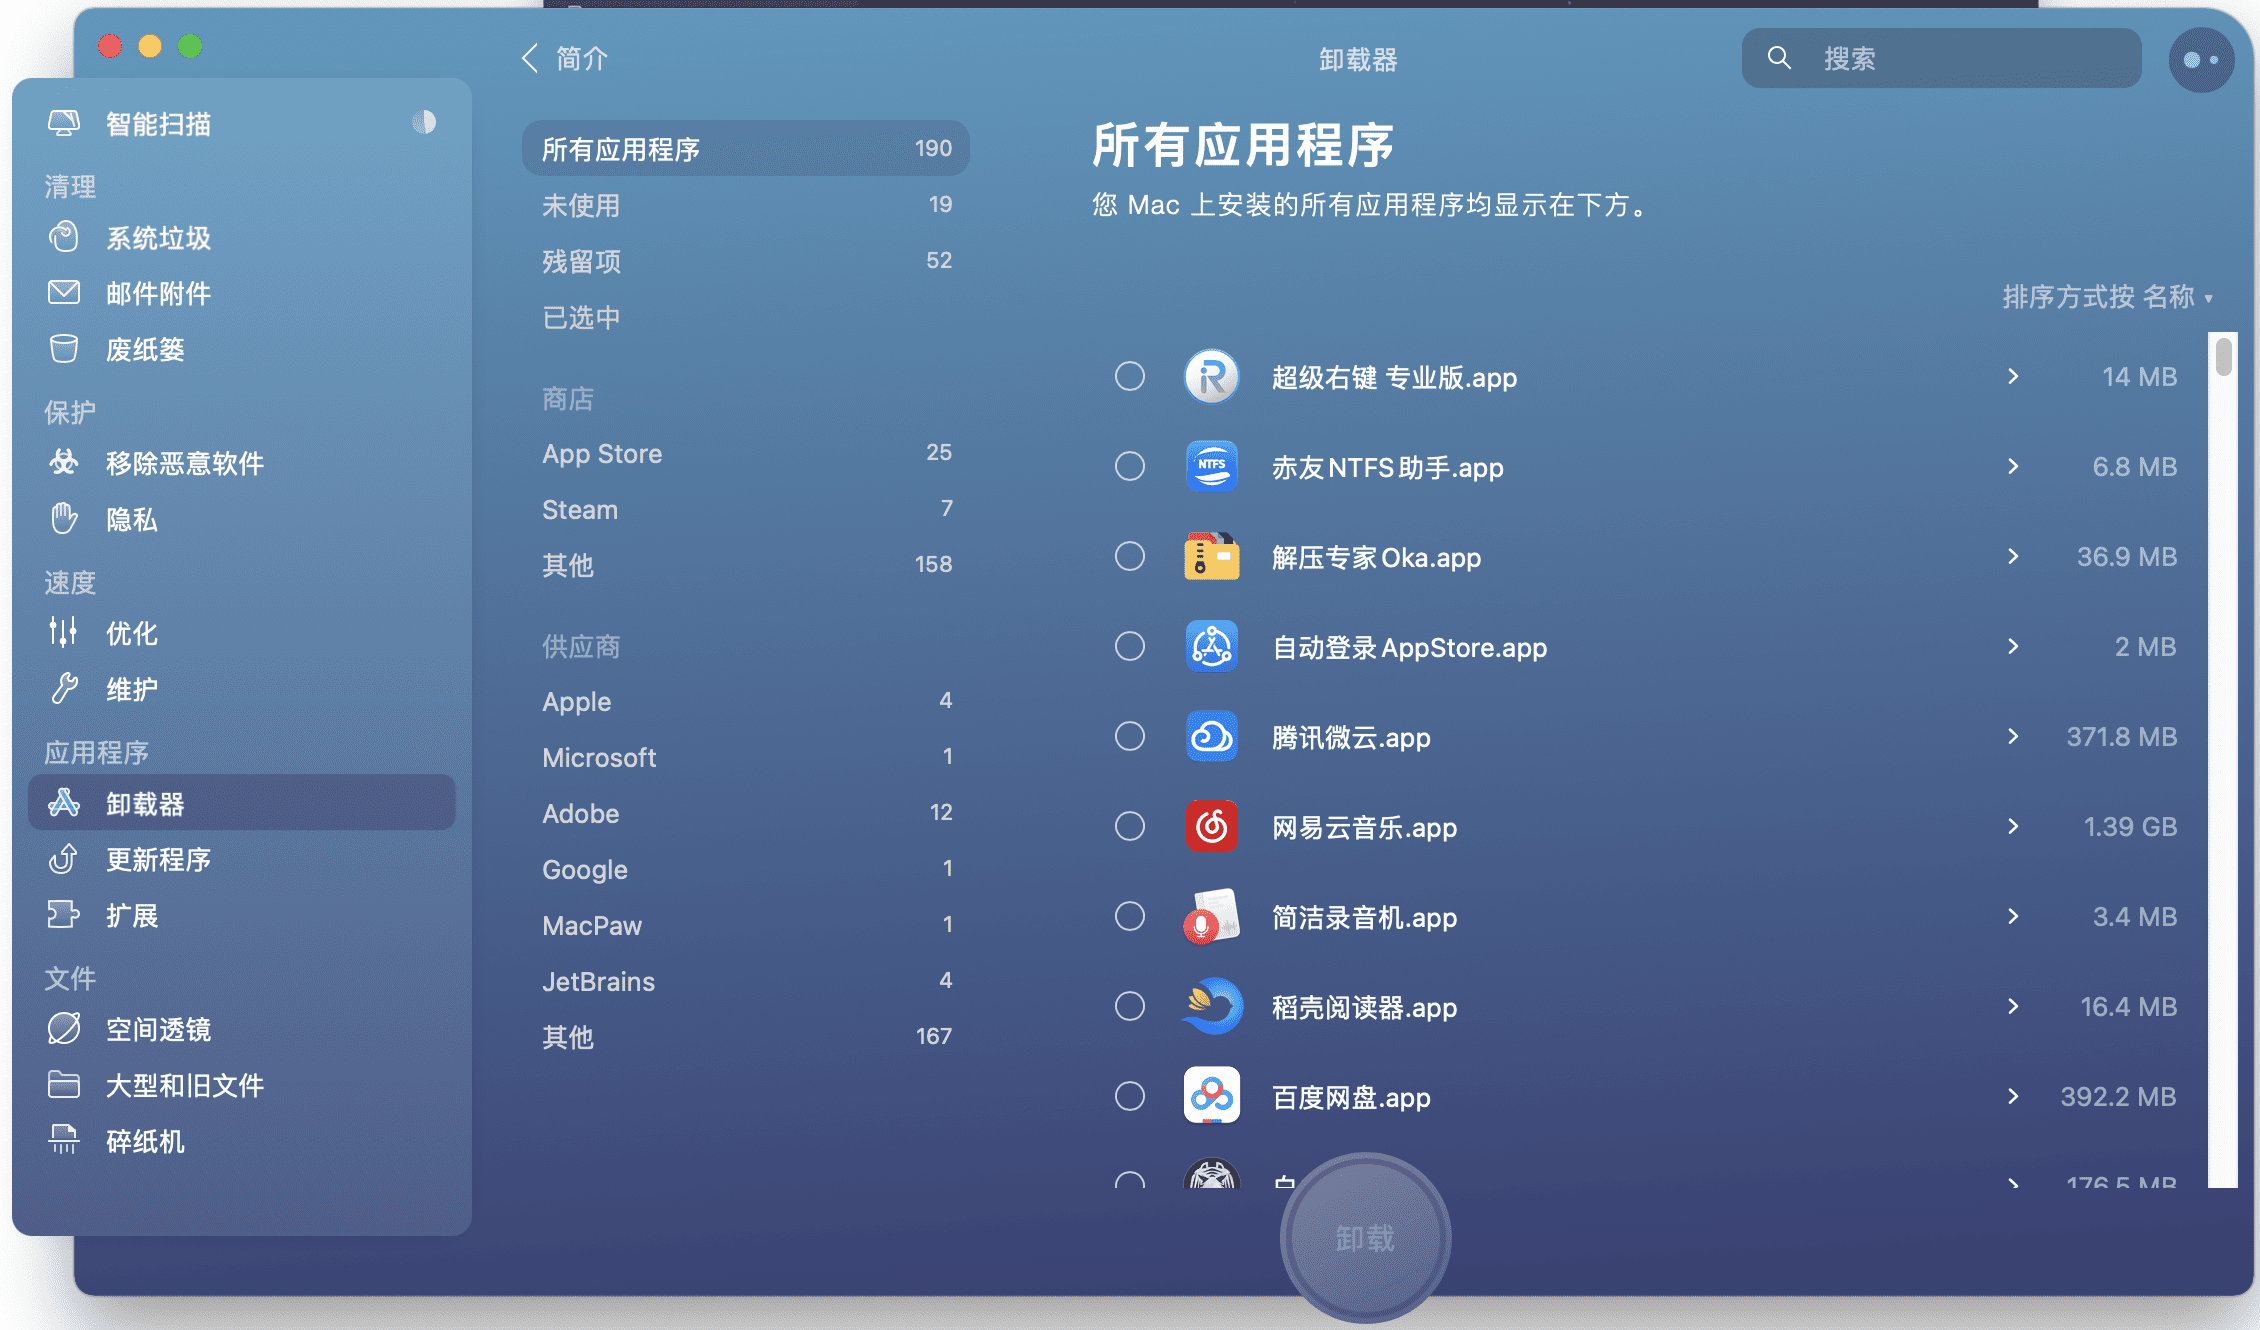 简介
卸载器
搜索
智能扫描
清理
系统垃圾
邮件附件
废纸篓
保护
移除恶意软件
隐私
速度
优化
维护
应用程序
卸载器
更新程序
扩展
文件
空间透镜
大型和旧文件
碎纸机
所有应用程序 190
未使用 19
残留项 52
已选中
商店
App Store 25
Steam 7
其他 158
供应商
Apple 4
Microsoft 1
Adobe 12
Google 1
MacPaw 1
JetBrains 4
其他 167
所有应用程序
您 Mac 上安装的所有应用程序均显示在下方。
排序方式按 名称 ▾
超级右键 专业版.app 14 MB
NTFS
赤友NTFS助手.app 6.8 MB
解压专家Oka.app 36.9 MB
自动登录AppStore.app 2 MB
腾讯微云.app 371.8 MB
网易云音乐.app 1.39 GB
简洁录音机.app 3.4 MB
稻壳阅读器.app 16.4 MB
百度网盘.app 392.2 MB
176.5 MB
卸载